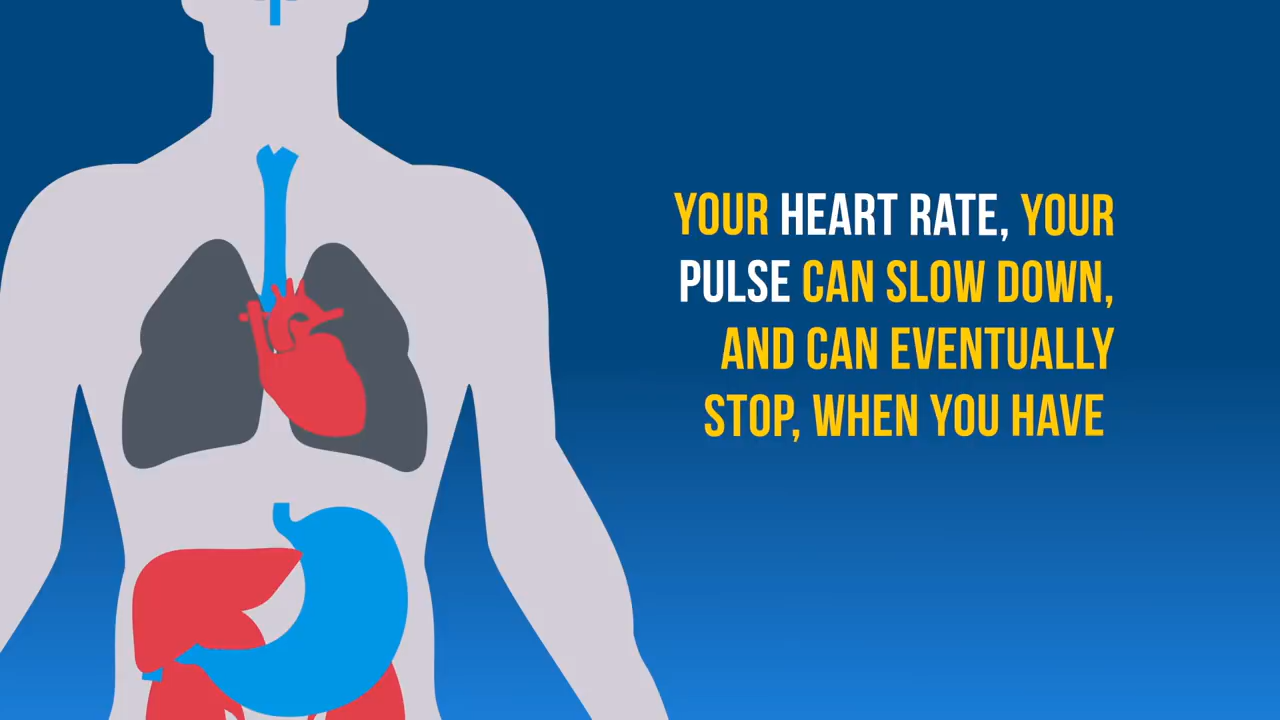 YOUR HEART RATE, YOUR
PULSE CAN SLOW DOWN,
AND CAN EVENTUALLY
STOP, WHEN YOU HAVE